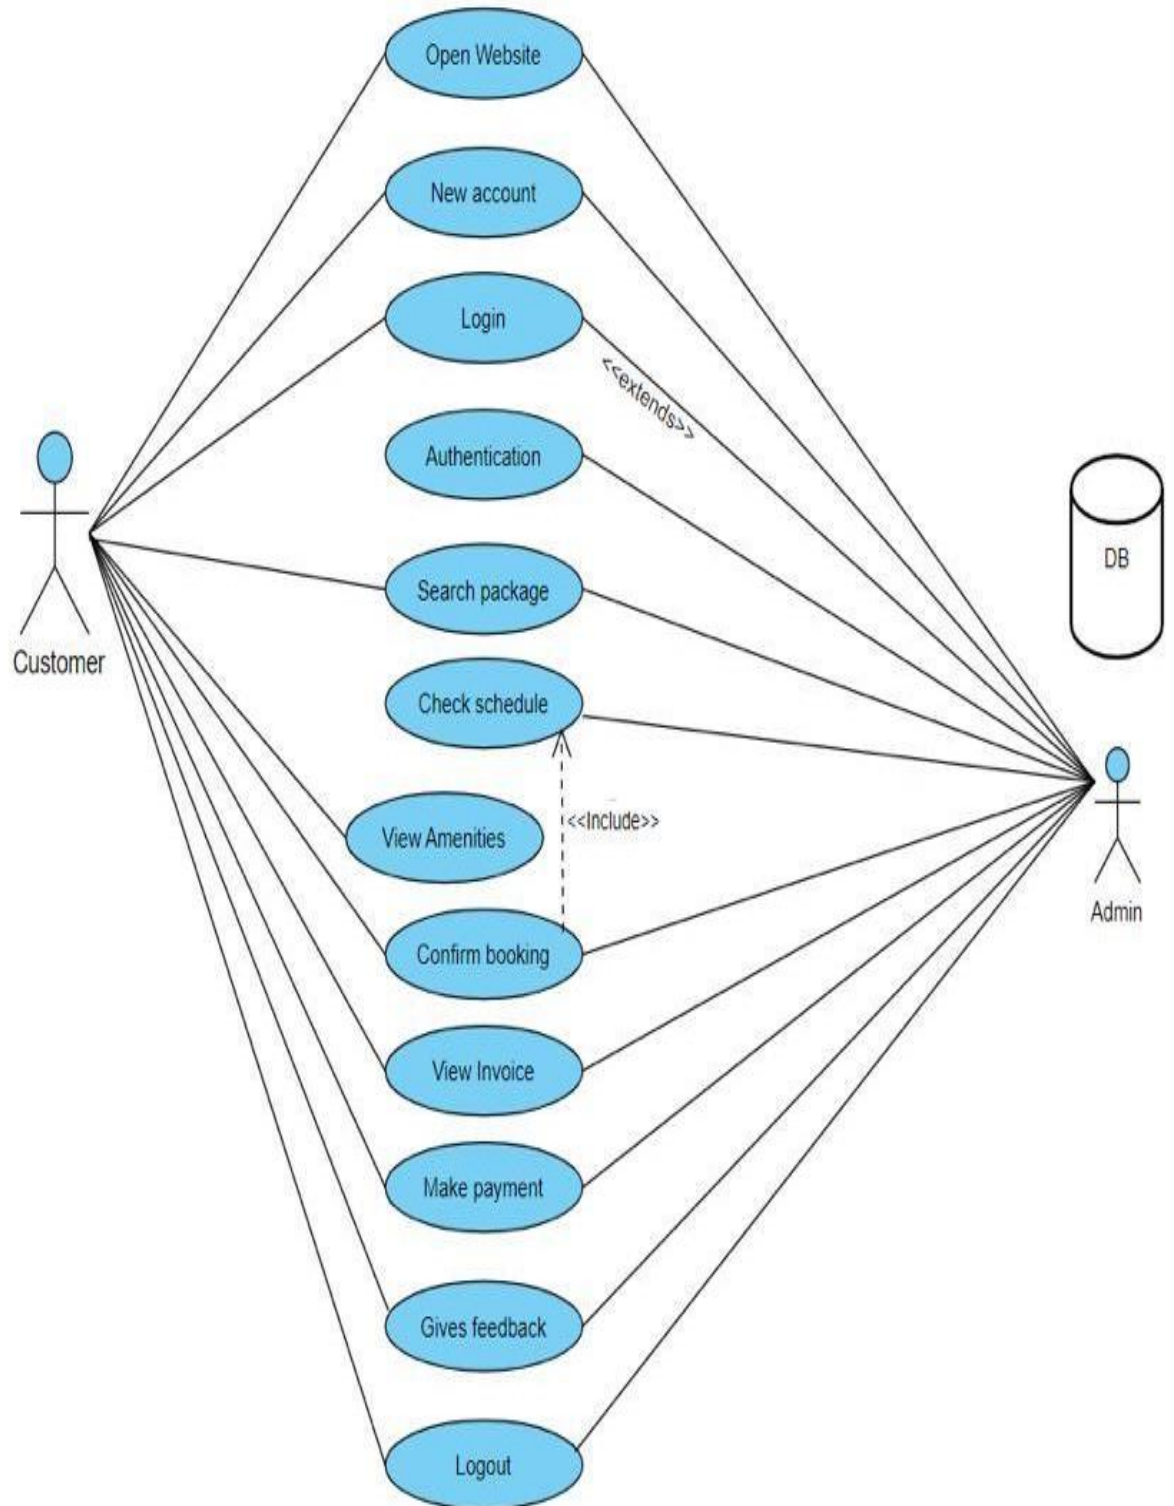 Open Website
New account
Login
<<extends>>
Authentication
DB
Search package
Customer
Check schedule
<<Include>>
View Amenities
Admin
Confirm booking
View Invoice
Make payment
Gives feedback
Logout